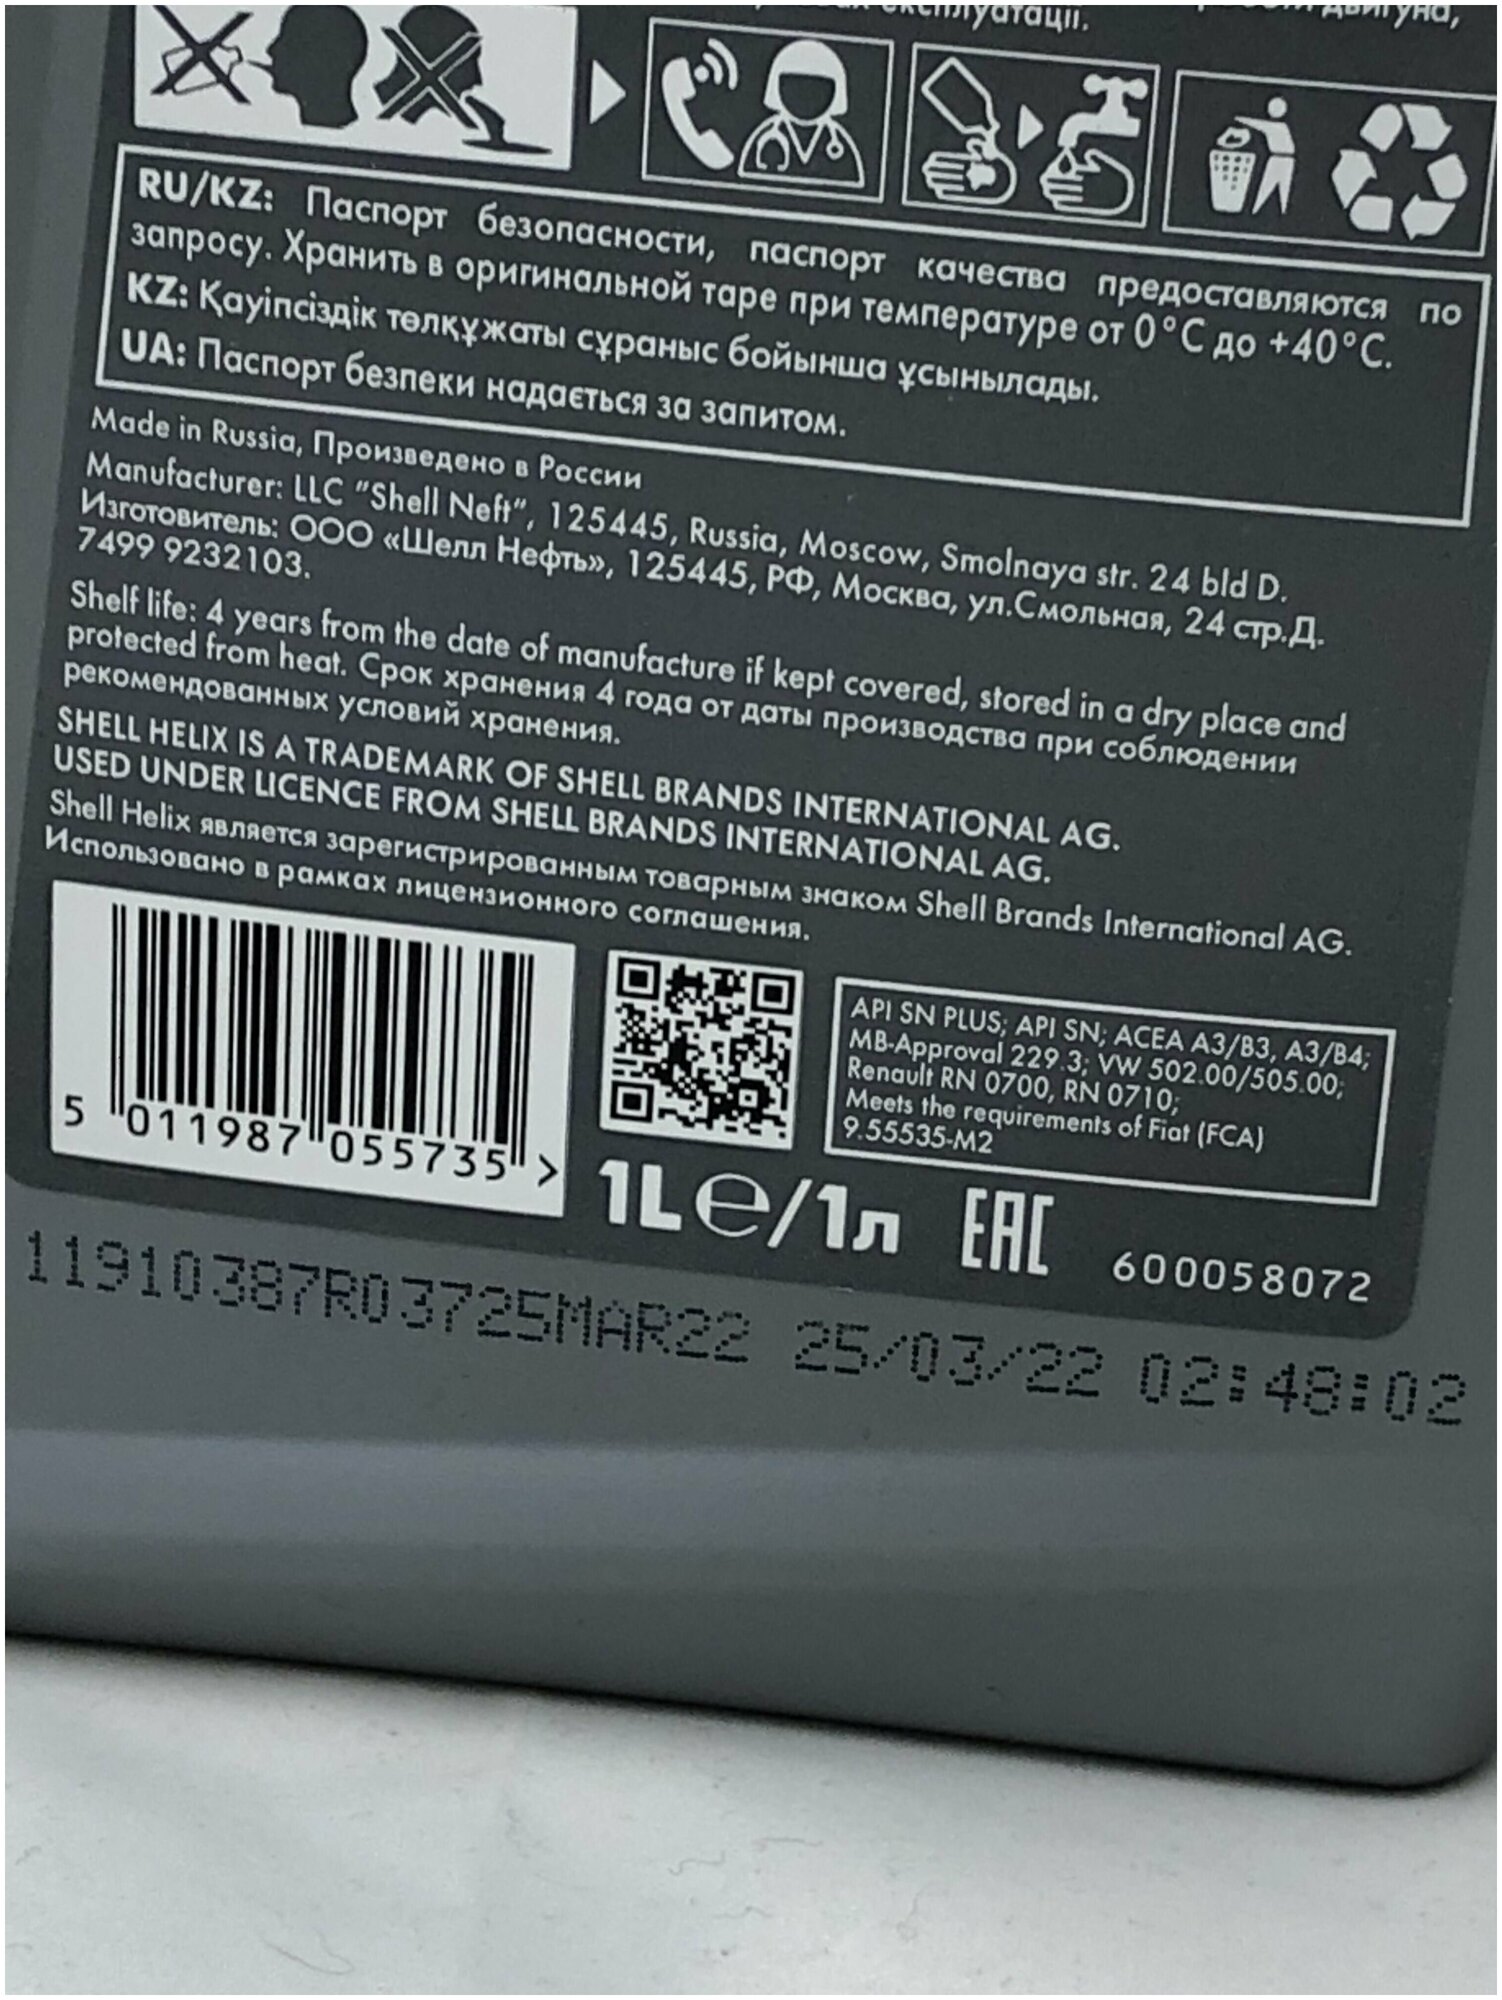 експлуатації.
двигуна,
RU/KZ: Паспорт безопасности, паспорт качества предоставляются по
запросу. Хранить в оригинальной таре при температуре от 0°C до +40°C.
KZ: Қауіпсіздік төлқұжаты сұраныс бойынша ұсынылады.
UA: Паспорт безпеки надається за запитом.
Made in Russia, Произведено в России
Manufacturer: LLC "Shell Neft", 125445, Russia, Moscow, Smolnaya str. 24 bld D.
Изготовитель: ООО «Шелл Нефть», 125445, РФ, Москва, ул.Смольная, 24 стр.Д.
7499 9232103.
Shelf life: 4 years from the date of manufacture if kept covered, stored in a dry place and
protected from heat. Срок хранения 4 года от даты производства при соблюдении
рекомендованных условий хранения.
SHELL HELIX IS A TRADEMARK OF SHELL BRANDS INTERNATIONAL AG.
USED UNDER LICENCE FROM SHELL BRANDS INTERNATIONAL AG.
Shell Helix является зарегистрированным товарным знаком Shell Brands International AG.
Использовано в рамках лицензионного соглашения.
5 011987 055735 >
API SN PLUS; API SN; ACEA A3/B3, A3/B4;
MB-Approval 229.3; VW 502.00/505.00;
Renault RN 0700, RN 0710;
Meets the requirements of Fiat (FCA)
9.55535-M2
1L℮/1л EAC 600058072
11910387R03725MAR22 25/03/22 02:48:02